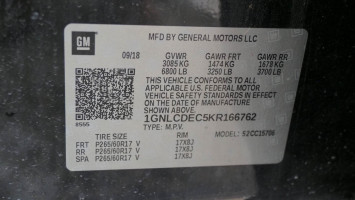 GM
MFD BY GENERAL MOTORS LLC
09/18 GVWR GAWR FRT GAWR RR
3085 KG 1474 KG 1678 KG
6800 LB 3250 LB 3700 LB
THIS VEHICLE CONFORMS TO ALL
APPLICABLE U.S. FEDERAL MOTOR
VEHICLE SAFETY AND THEFT
PREVENTION STANDARDS IN EFFECT
ON THE DATE OF MANUFACTURE
SHOWN ABOVE.
1GNLCDEC5KR166762
TYPE: M.P.V.
TIRE SIZE RIM
FRT P265/60R17 V 17X8J
RR P265/60R17 V 17X8J
SPA P265/60R17 V 17X8J